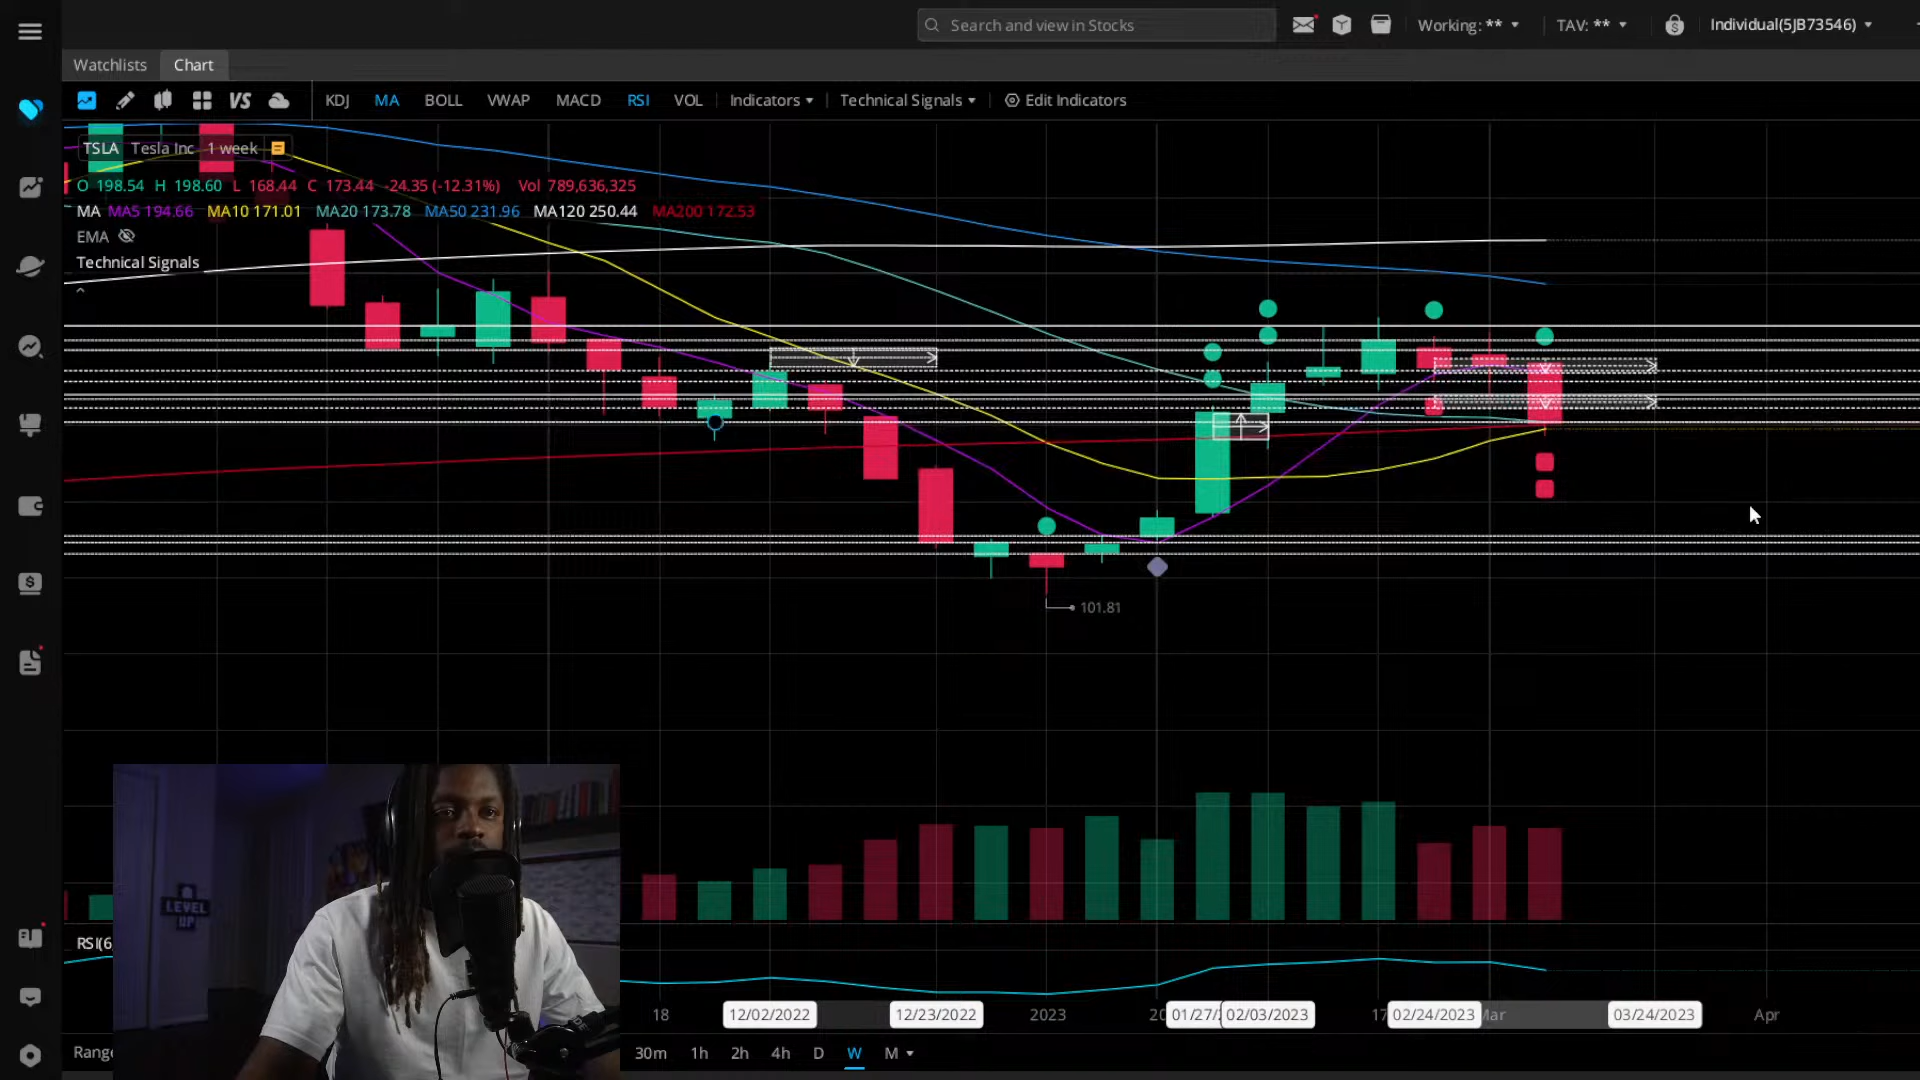 Search and view in Stocks
Working: **
TAV: **
Individual(5JB73546)
Watchlists
Chart
VS
KDJ
MA
BOLL
VWAP
MACD
RSI
VOL
Indicators
Technical Signals
Edit Indicators
TSLA Tesla Inc 1 week
O 198.54 H 198.60 L 168.44 C 173.44 -24.35 (-12.31%) Vol 789,636,325
MA MA5 194.66 MA10 171.01 MA20 173.78 MA50 231.96 MA120 250.44 MA200 172.53
EMA
Technical Signals
101.81
LEVEL
UP
RSI(6
18
12/02/2022
12/23/2022
2023
20
01/27/
02/03/2023
17
02/24/2023
Mar
03/24/2023
Apr
Range
30m
1h
2h
4h
D
W
M